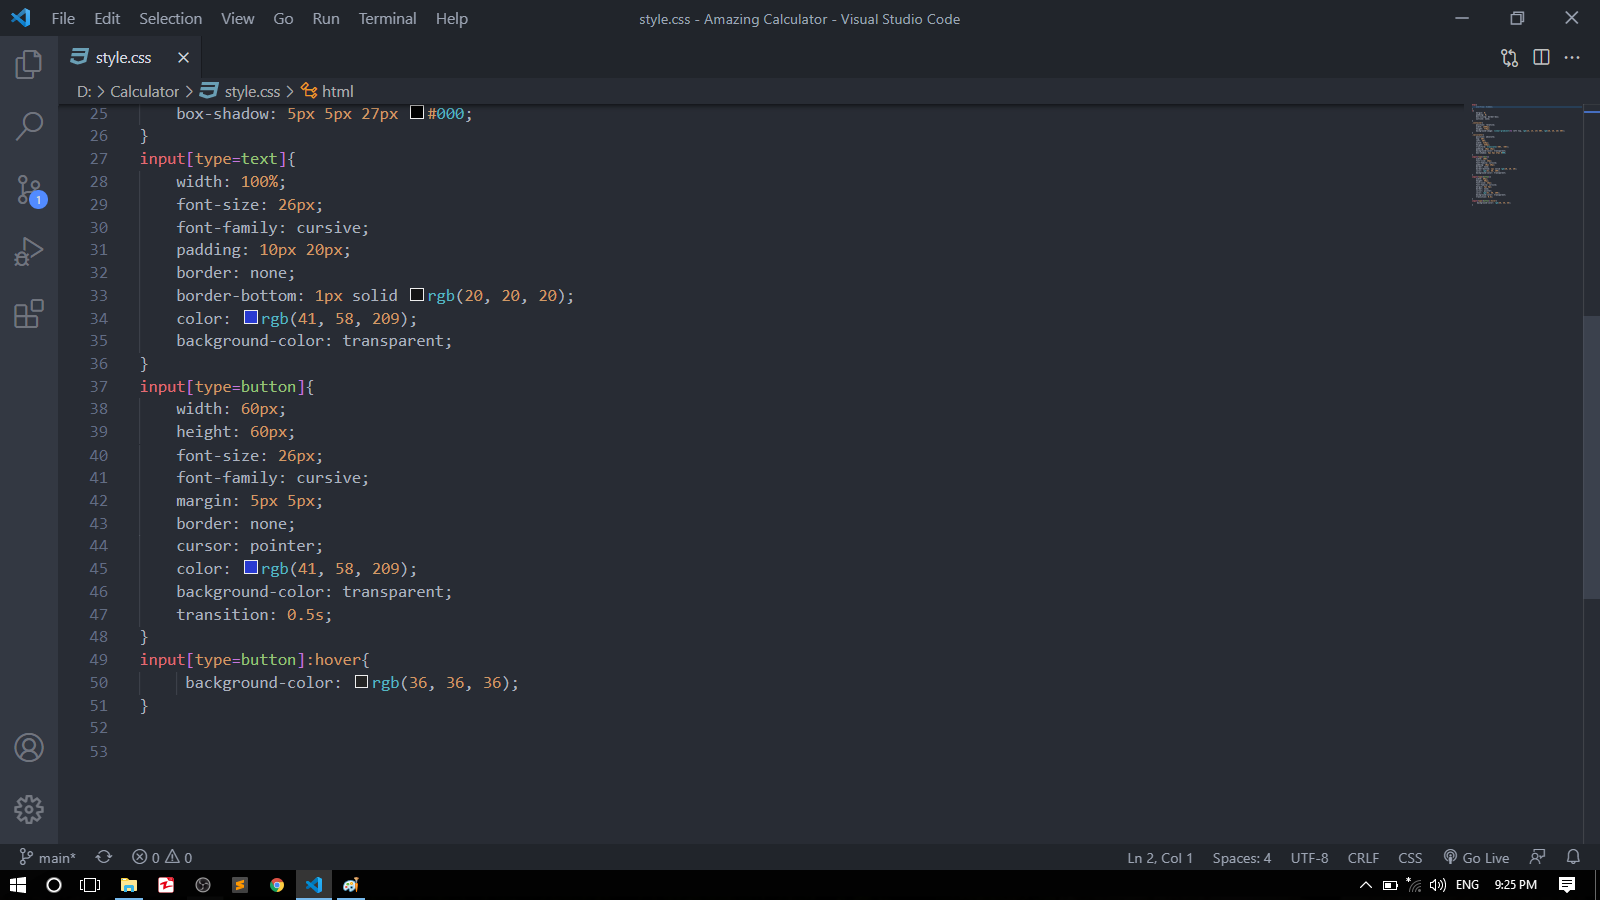 File Edit Selection View Go Run Terminal Help style.css - Amazing Calculator - Visual Studio Code
style.css
D: > Calculator > style.css > html
25 box-shadow: 5px 5px 27px #000;
26 }
27 input[type=text]{
28 width: 100%;
29 font-size: 26px;
30 font-family: cursive;
31 padding: 10px 20px;
32 border: none;
33 border-bottom: 1px solid rgb(20, 20, 20);
34 color: rgb(41, 58, 209);
35 background-color: transparent;
36 }
37 input[type=button]{
38 width: 60px;
39 height: 60px;
40 font-size: 26px;
41 font-family: cursive;
42 margin: 5px 5px;
43 border: none;
44 cursor: pointer;
45 color: rgb(41, 58, 209);
46 background-color: transparent;
47 transition: 0.5s;
48 }
49 input[type=button]:hover{
50 background-color: rgb(36, 36, 36);
51 }
52
53
1
main* 0 0 Ln 2, Col 1 Spaces: 4 UTF-8 CRLF CSS Go Live
ENG 9:25 PM